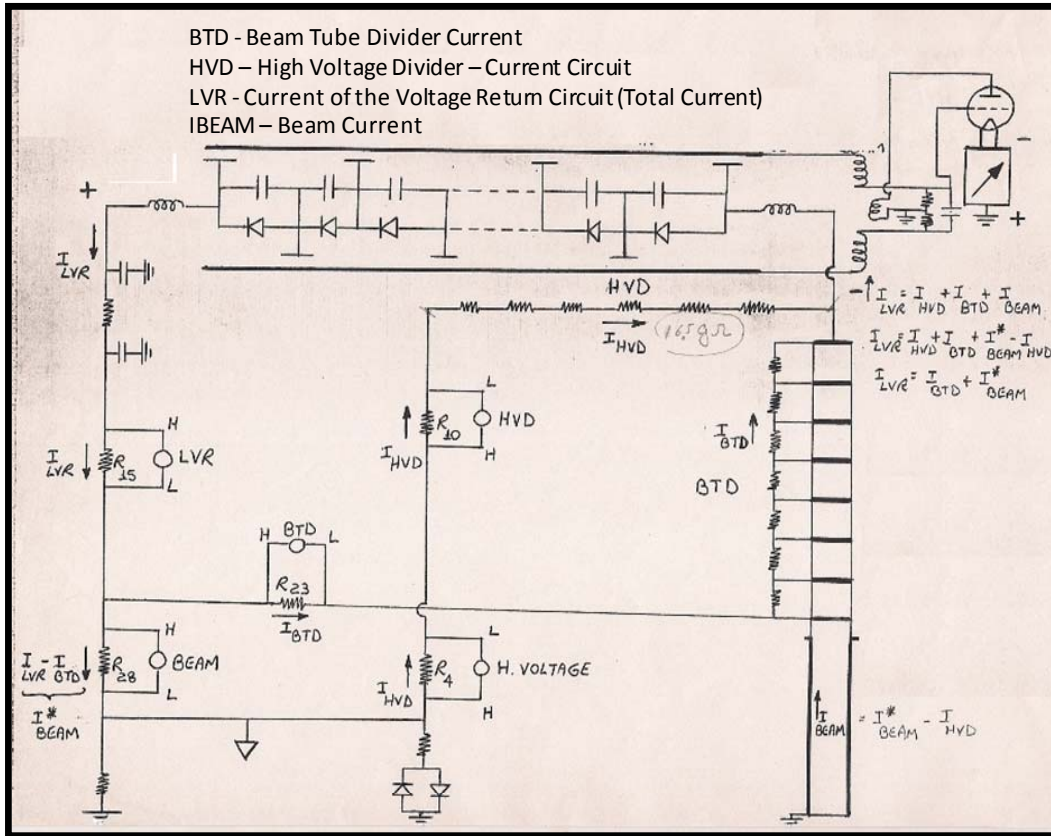 BTD - Beam Tube Divider Current
HVD – High Voltage Divider – Current Circuit
LVR - Current of the Voltage Return Circuit (Total Current)
IBEAM – Beam Current
+
-
+
I LVR
HVD
I HVD
16,5 gΩ
- I LVR = I HVD + I BTD + I BEAM
I LVR = I HVD + I BTD + I* BEAM - I HVD
I LVR = I BTD + I* BEAM
L
R10
HVD
H
I HVD
I BTD
BTD
H
I LVR
R15
LVR
L
H BTD L
R23
I BTD
H
I LVR - I BTD
R28
BEAM
L
I* BEAM
L
I HVD
R4
H. VOLTAGE
H
I BEAM = I* BEAM - I HVD